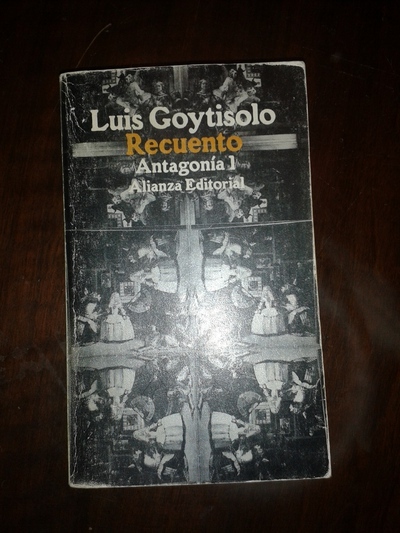 Luis Goytisolo
Recuento
Antagonía 1
Alianza Editorial